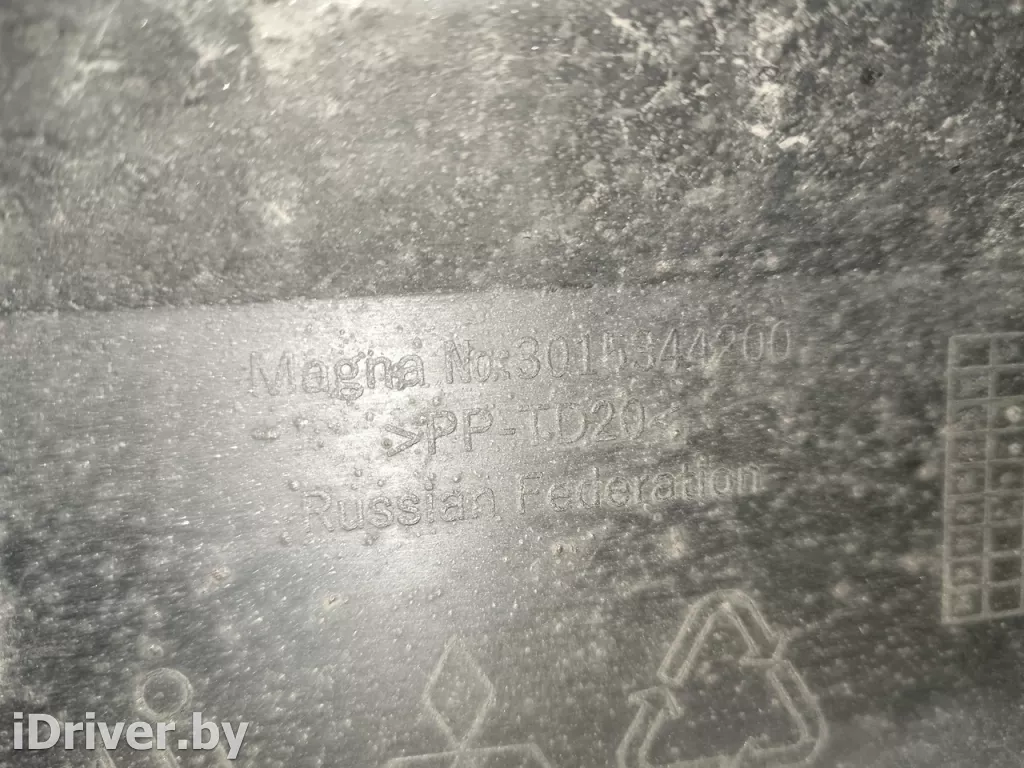 Magna No: 3015344200
>PP-TD20<
Russian Federation
iDriver.by